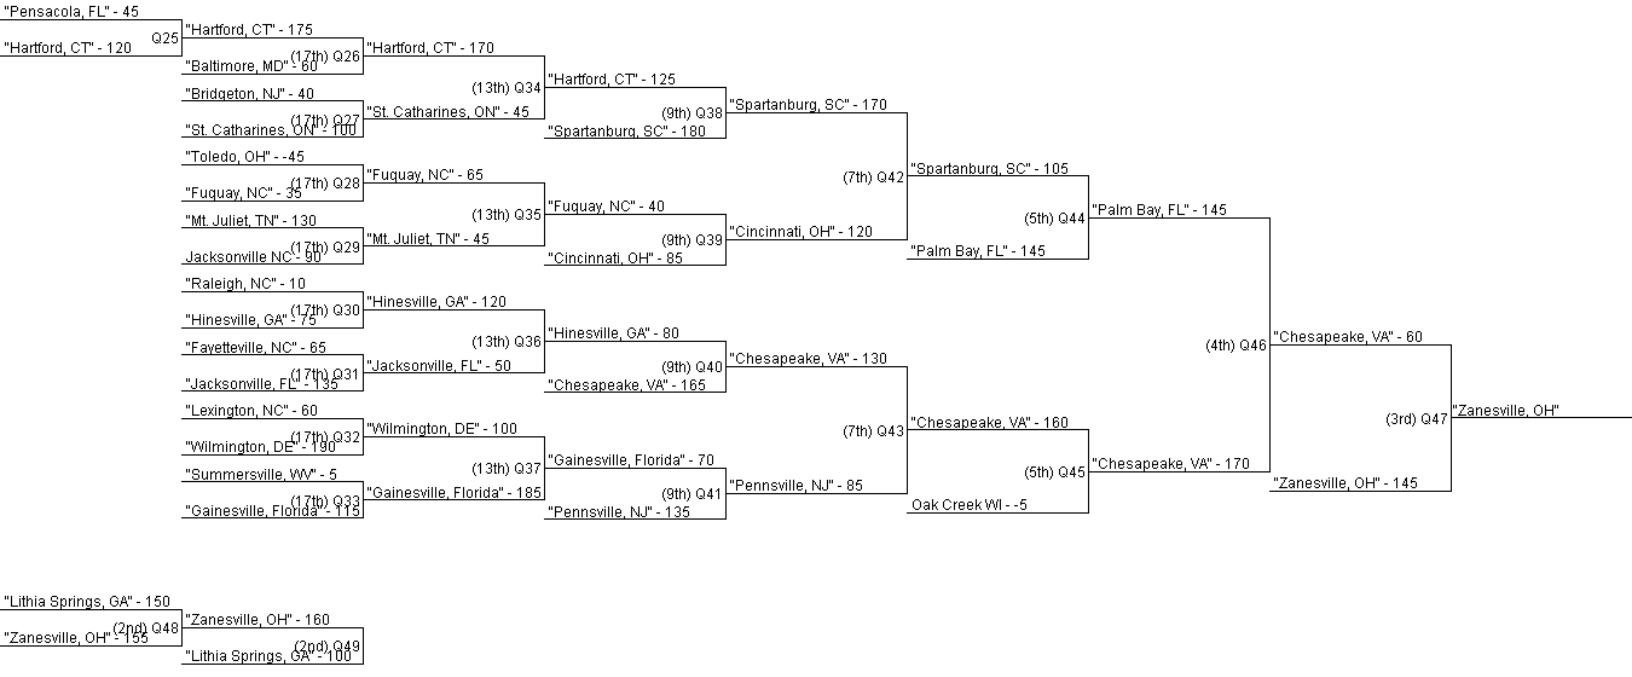 "Pensacola, FL" - 45
Q25
"Hartford, CT" - 120
"Hartford, CT" - 175
(17th) Q26
"Baltimore, MD" - 60
"Bridgeton, NJ" - 40
(17th) Q27
"St. Catharines, ON" - 100
"Toledo, OH" - -45
(17th) Q28
"Fuquay, NC" - 35
"Mt. Juliet, TN" - 130
(17th) Q29
Jacksonville NC - 90
"Raleigh, NC" - 10
(17th) Q30
"Hinesville, GA" - 75
"Fayetteville, NC" - 65
(17th) Q31
"Jacksonville, FL" - 135
"Lexington, NC" - 60
(17th) Q32
"Wilmington, DE" - 190
"Summersville, WV" - 5
(17th) Q33
"Gainesville, Florida" - 115
"Hartford, CT" - 170
(13th) Q34
"St. Catharines, ON" - 45
"Fuquay, NC" - 65
(13th) Q35
"Mt. Juliet, TN" - 45
"Hinesville, GA" - 120
(13th) Q36
"Jacksonville, FL" - 50
"Wilmington, DE" - 100
(13th) Q37
"Gainesville, Florida" - 185
"Hartford, CT" - 125
(9th) Q38
"Spartanburg, SC" - 180
"Fuquay, NC" - 40
(9th) Q39
"Cincinnati, OH" - 85
"Hinesville, GA" - 80
(9th) Q40
"Chesapeake, VA" - 165
"Gainesville, Florida" - 70
(9th) Q41
"Pennsville, NJ" - 135
"Spartanburg, SC" - 170
(7th) Q42
"Cincinnati, OH" - 120
"Chesapeake, VA" - 130
(7th) Q43
"Pennsville, NJ" - 85
"Spartanburg, SC" - 105
(5th) Q44
"Palm Bay, FL" - 145
"Chesapeake, VA" - 160
(5th) Q45
Oak Creek WI - -5
"Palm Bay, FL" - 145
(4th) Q46
"Chesapeake, VA" - 170
"Chesapeake, VA" - 60
(3rd) Q47
"Zanesville, OH" - 145
"Zanesville, OH"
"Lithia Springs, GA" - 150
(2nd) Q48
"Zanesville, OH" - 155
"Zanesville, OH" - 160
(2nd) Q49
"Lithia Springs, GA" - 100